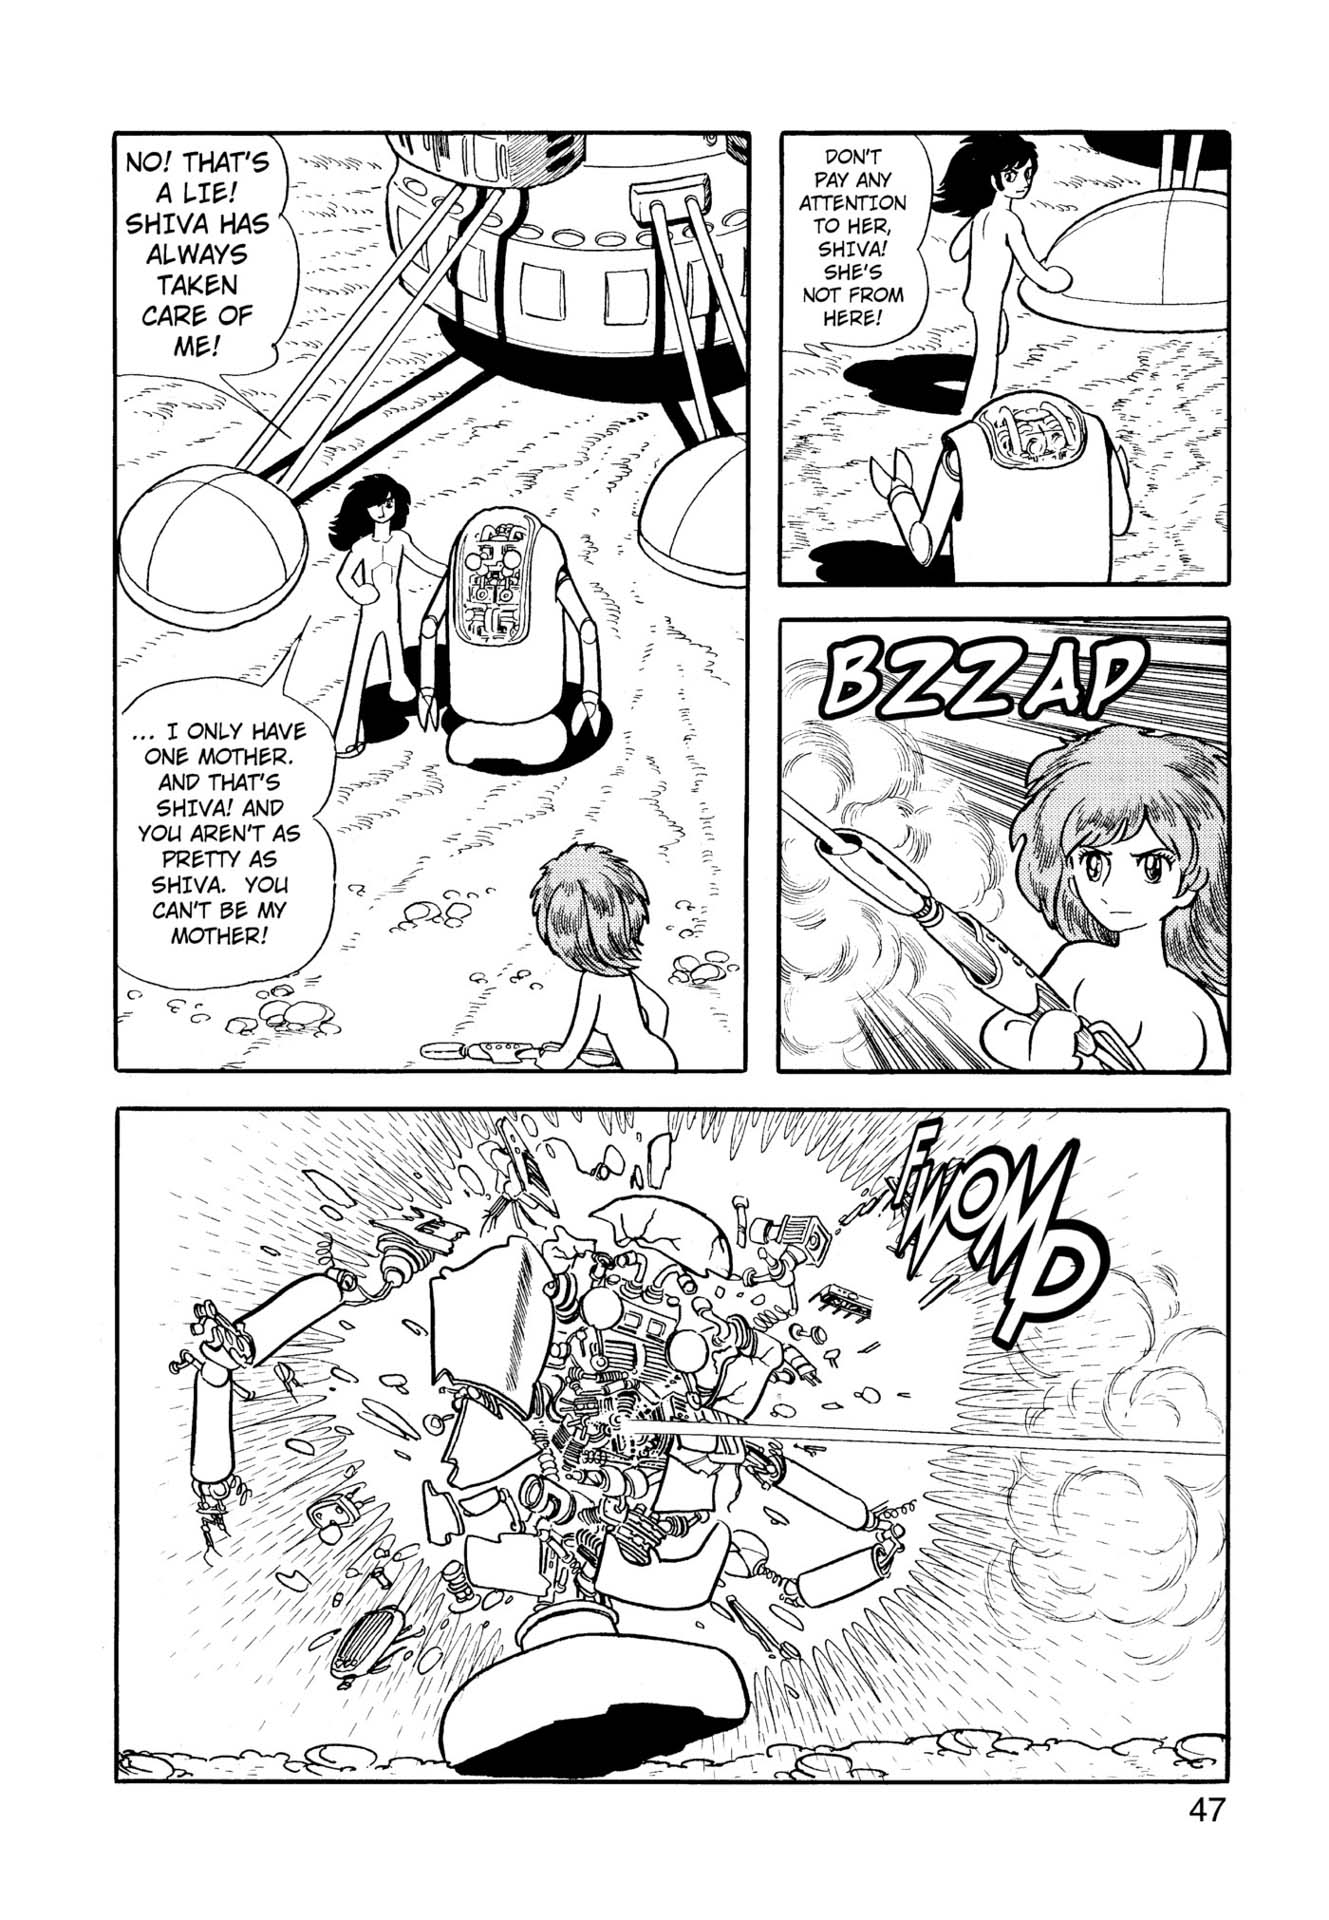 NO! THAT'S
A LIE!
SHIVA HAS
ALWAYS
TAKEN
CARE OF
ME!
... I ONLY HAVE
ONE MOTHER.
AND THAT'S
SHIVA! AND
YOU AREN'T AS
PRETTY AS
SHIVA. YOU
CAN'T BE MY
MOTHER!
DON'T
PAY ANY
ATTENTION
TO HER,
SHIVA!
SHE'S
NOT FROM
HERE!
BZZAP
FWOMP
47